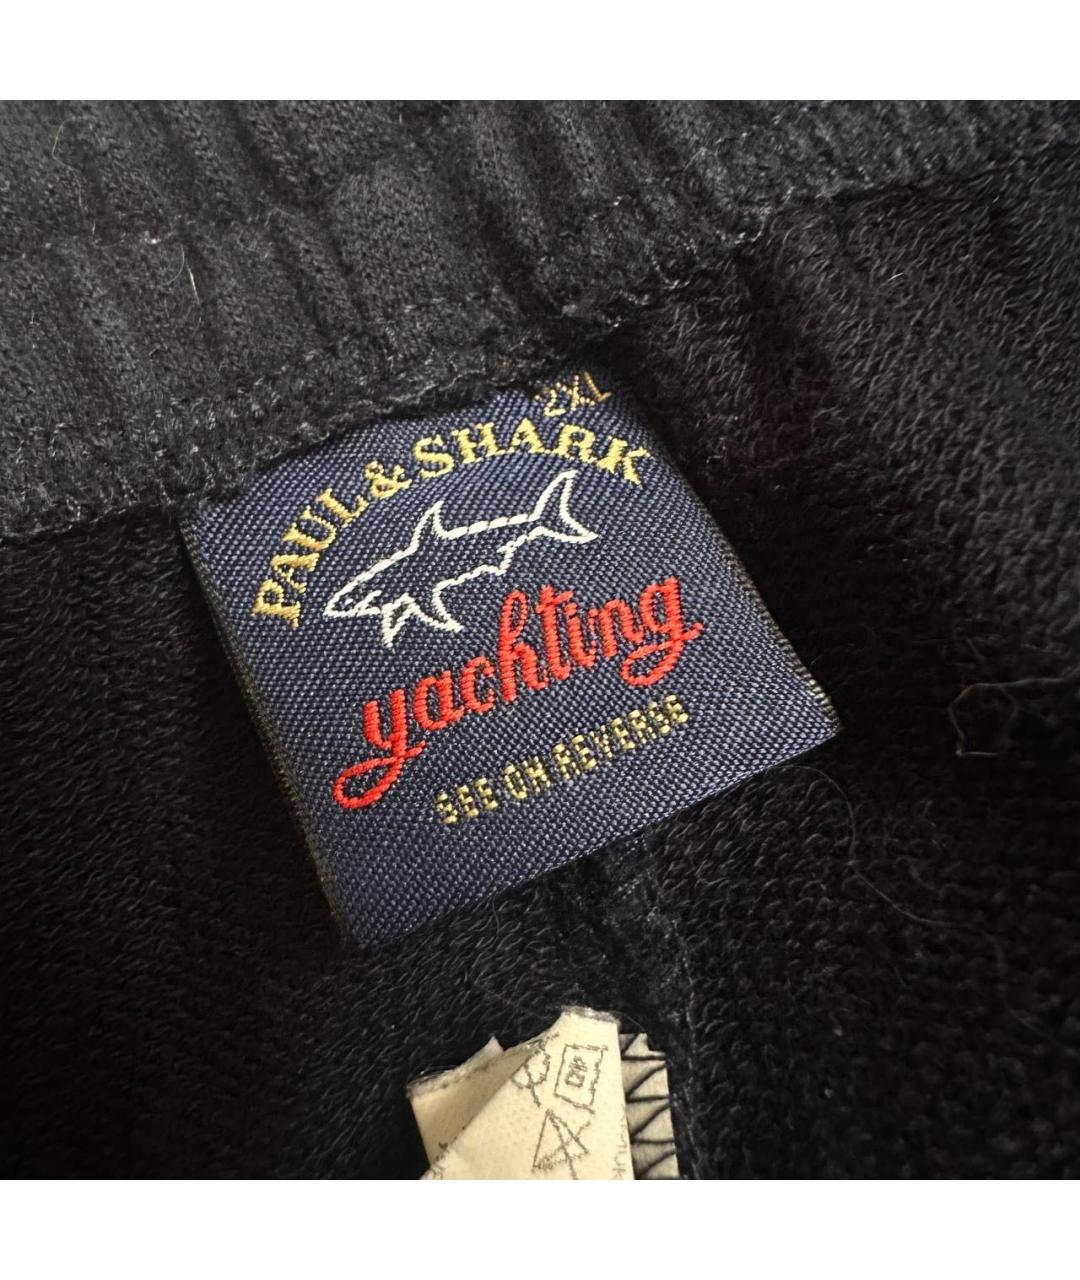 2XL
PAUL & SHARK
yachting
SEE ON REVERSE